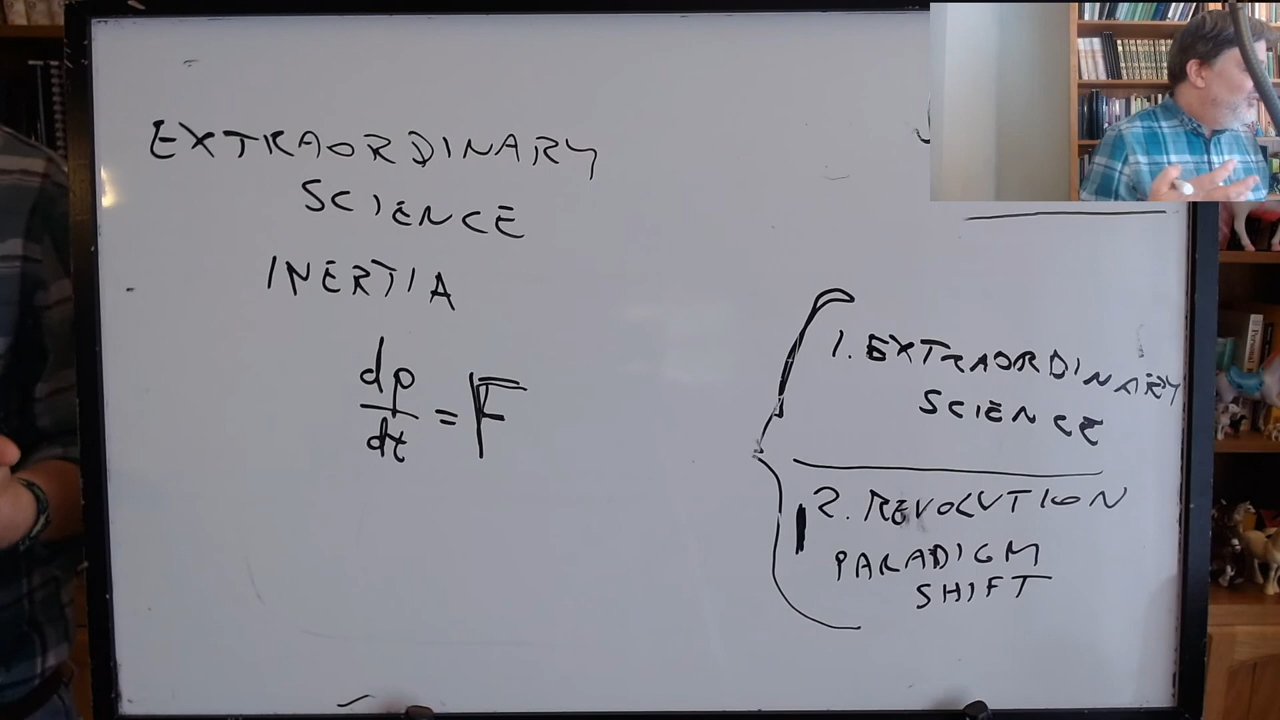 EXTRAORDINARY
SCIENCE
INERTIA
dp/dt = F
1. EXTRAORDINARY
SCIENCE
2. REVOLUTION
PARADIGM
SHIFT